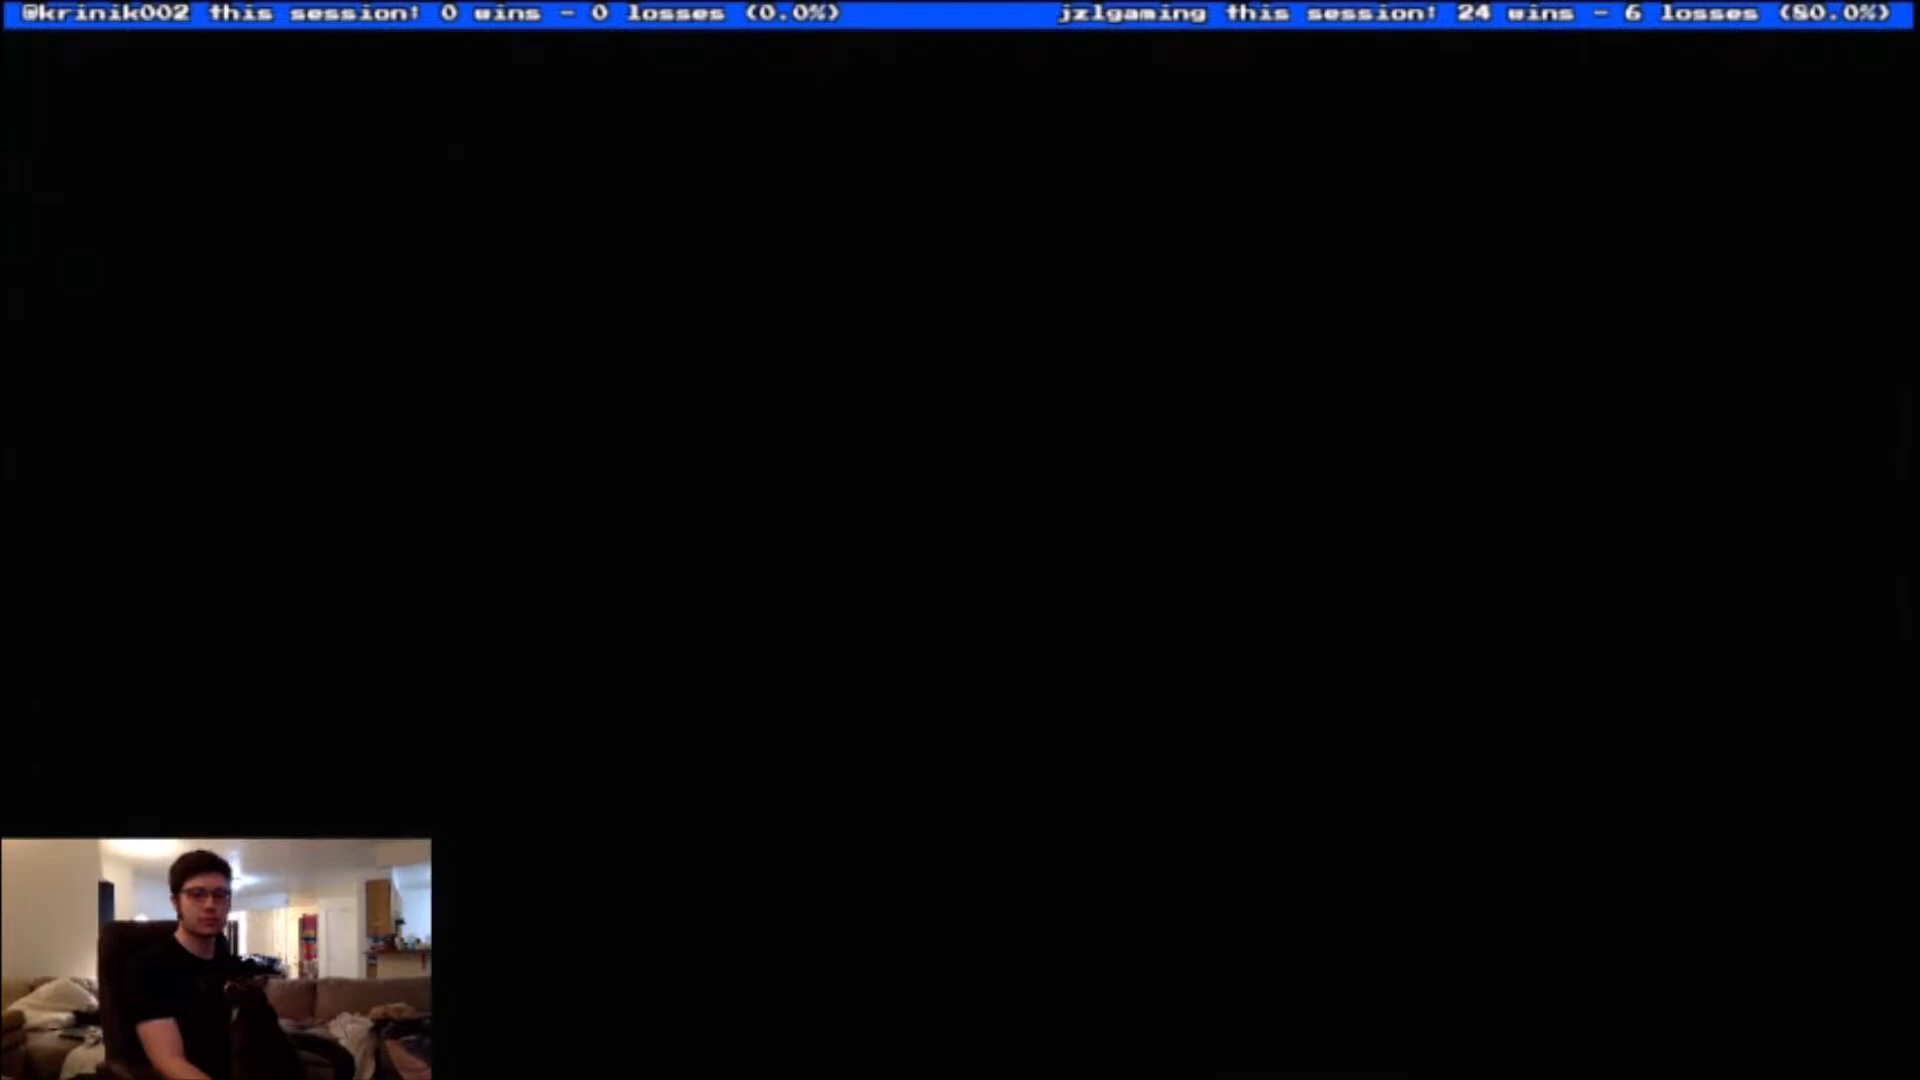 @krinik002 this session: 0 wins - 0 losses (0.0%) jzlgaming this session: 24 wins - 6 losses (80.0%)